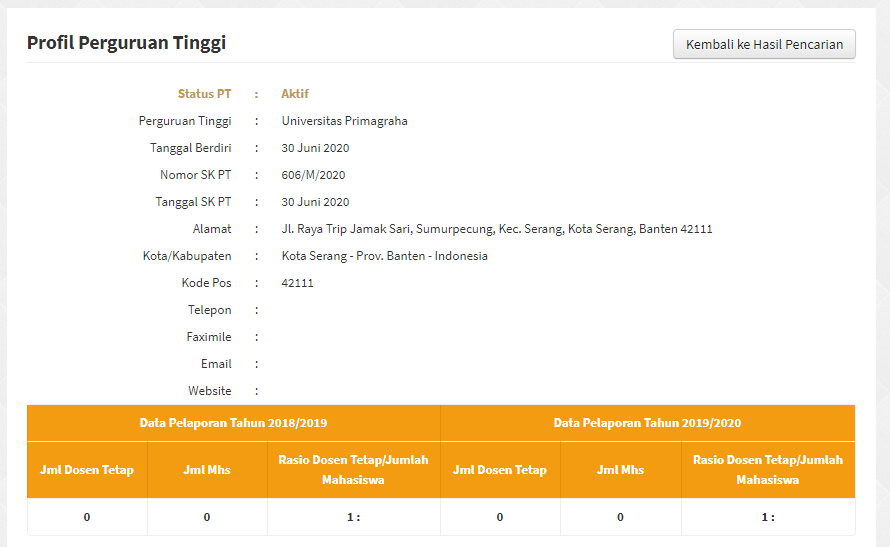 Profil Perguruan Tinggi
Kembali ke Hasil Pencarian
Status PT : Aktif
Perguruan Tinggi : Universitas Primagraha
Tanggal Berdiri : 30 Juni 2020
Nomor SK PT : 606/M/2020
Tanggal SK PT : 30 Juni 2020
Alamat : Jl. Raya Trip Jamak Sari, Sumurpecung, Kec. Serang, Kota Serang, Banten 42111
Kota/Kabupaten : Kota Serang - Prov. Banten - Indonesia
Kode Pos : 42111
Telepon :
Faximile :
Email :
Website :
Data Pelaporan Tahun 2018/2019 Data Pelaporan Tahun 2019/2020
Jml Dosen Tetap Jml Mhs Rasio Dosen Tetap/Jumlah Mahasiswa Jml Dosen Tetap Jml Mhs Rasio Dosen Tetap/Jumlah Mahasiswa
0 0 1 : 0 0 1 :